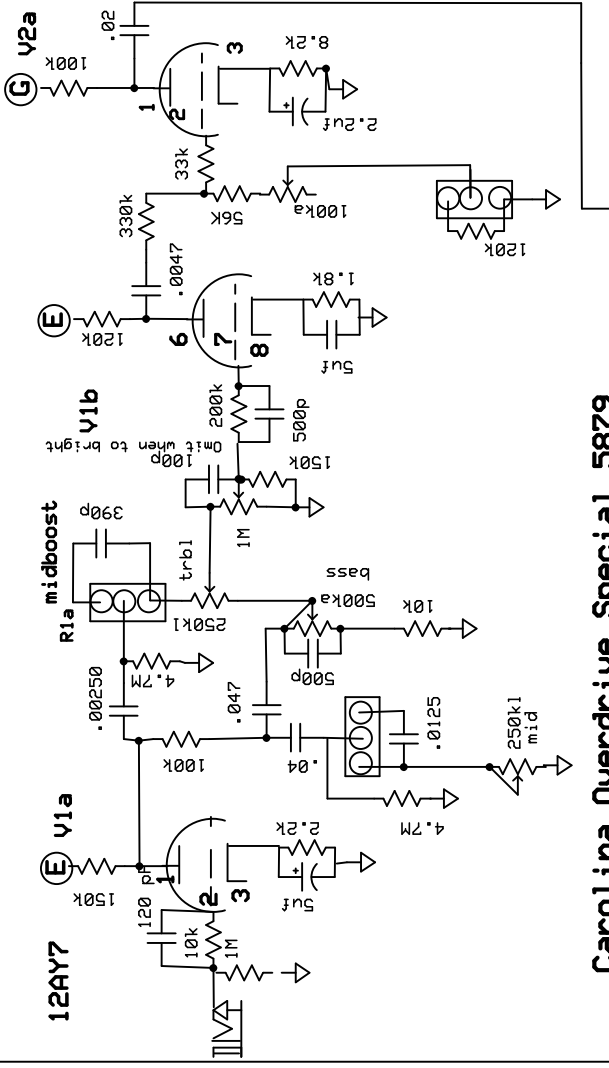 12AY7
V1a
V1b
V2a
E
150k
120
10k
1M
1
2
3
2.2k
5uf
.00250
100k
.047
.04
4.7M
4.7M
.0125
250kl
mid
R1a
midboost
390p
250kl
trbl
500ka
bass
500p
10k
Omit when to bright
100p
1M
150k
200k
500p
E
120k
6
7
8
1.8k
5uf
.0047
330k
33k
56K
100ka
120k
G
100k
.02
1
2
3
8.2k
2.2uf
Carolina Overdrive Special 5879